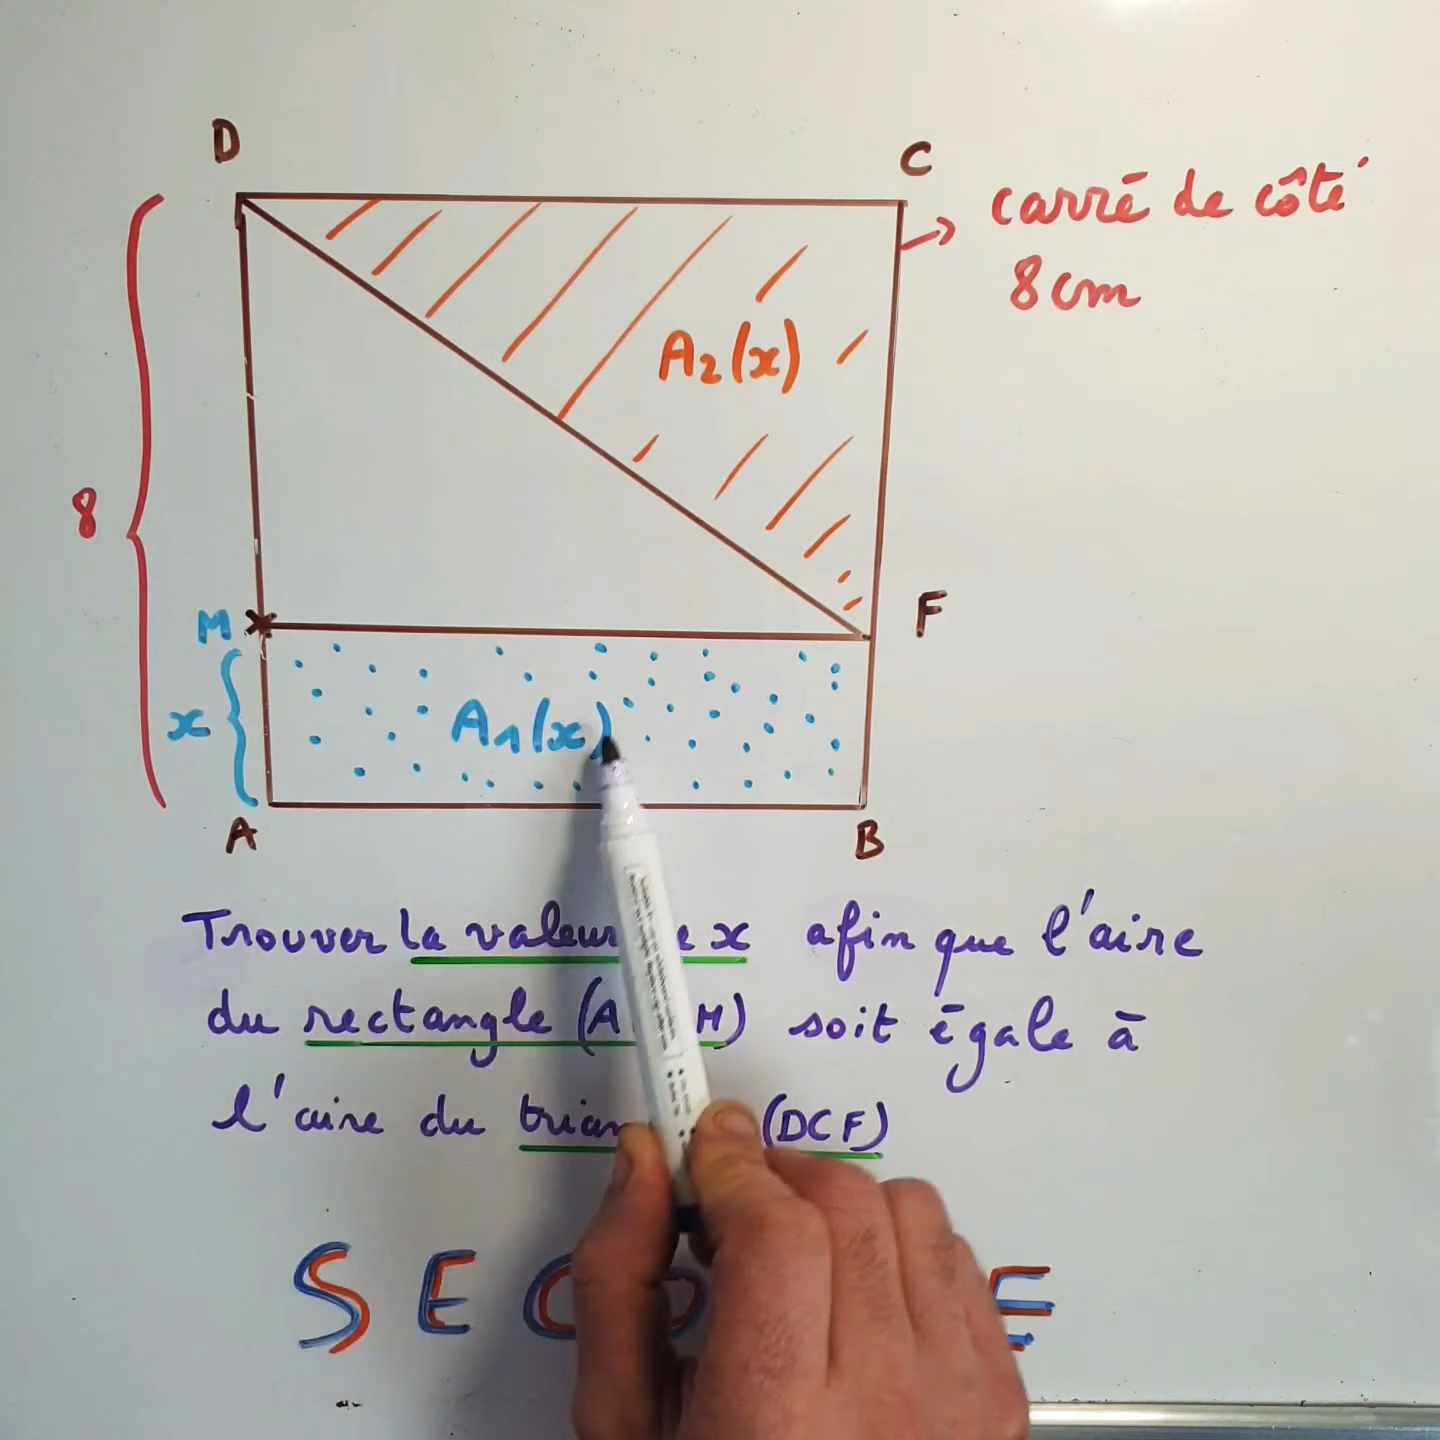 D
C
carré de côté
8 cm
A₂(x)
8
M
F
x
A₁(x)
A
B
Trouver la valeur x afin que l'aire
du rectangle (A M) soit égale à
l'aire du (DCF)